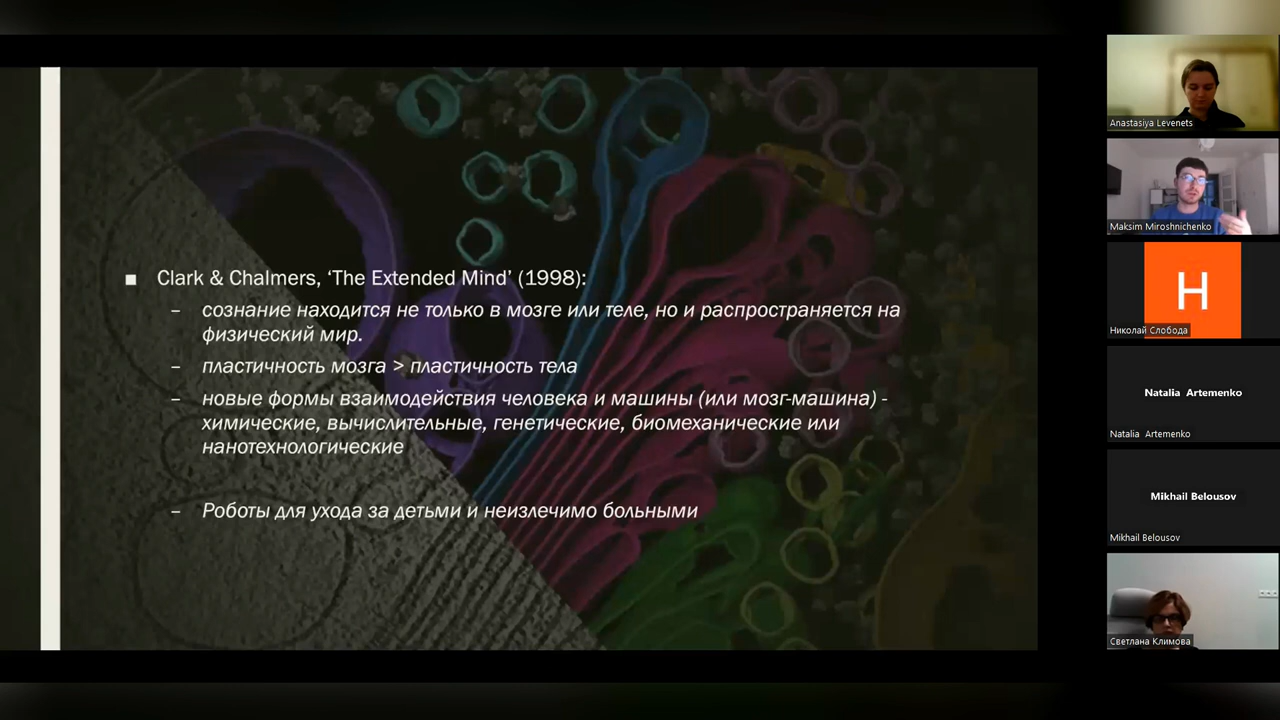 Clark & Chalmers, ‘The Extended Mind’ (1998):
– сознание находится не только в мозге или теле, но и распространяется на
физический мир.
– пластичность мозга > пластичность тела
– новые формы взаимодействия человека и машины (или мозг-машина) -
химические, вычислительные, генетические, биомеханические или
нанотехнологические
– Роботы для ухода за детьми и неизлечимо больными
Anastasiya Levenets
Maksim Miroshnichenko
Н
Николай Слобода
Natalia Artemenko
Natalia Artemenko
Mikhail Belousov
Mikhail Belousov
Светлана Климова